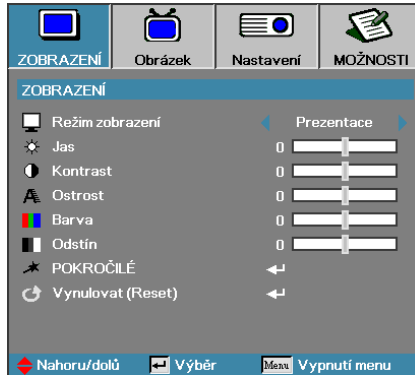 ZOBRAZENÍ Obrázek Nastavení MOŽNOSTI
ZOBRAZENÍ
Režim zobrazení Prezentace
Jas 0
Kontrast 0
Ostrost 0
Barva 0
Odstín 0
POKROČILÉ
Vynulovat (Reset)
Nahoru/dolů Výběr Menu Vypnutí menu